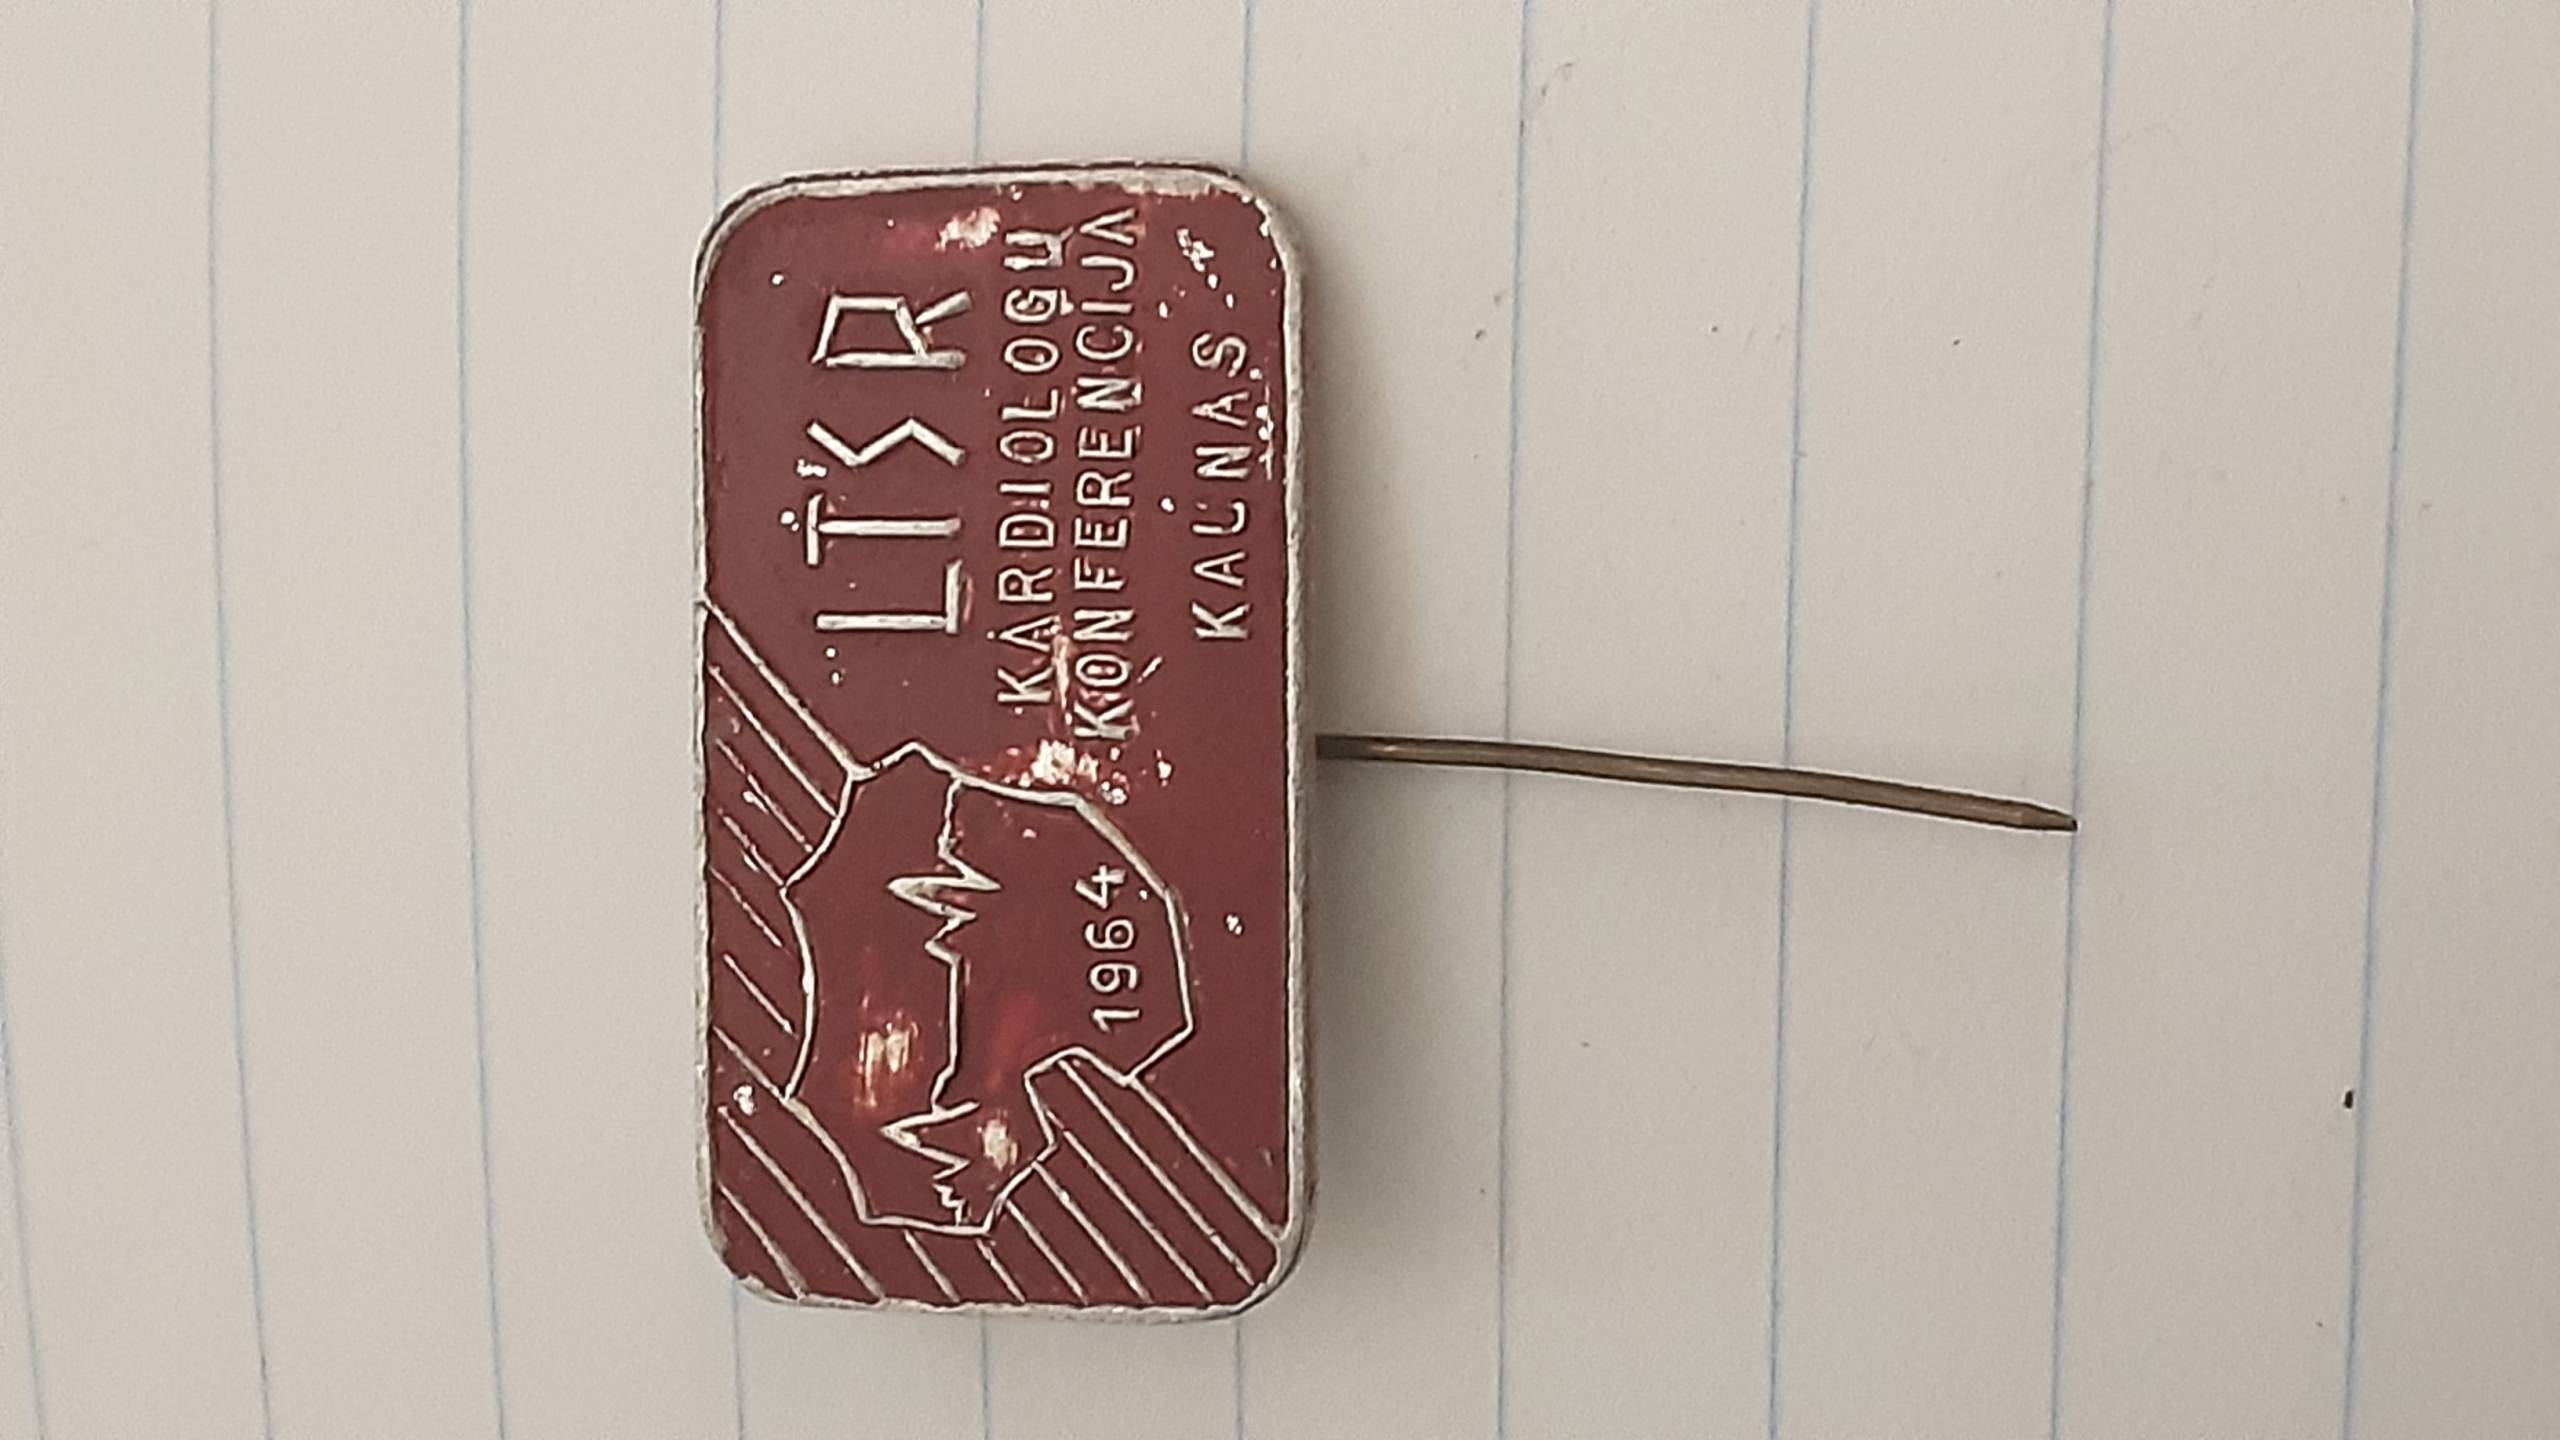 LTSR
KARDIOLOGŲ
KONFERENCIJA
KAUNAS
1964